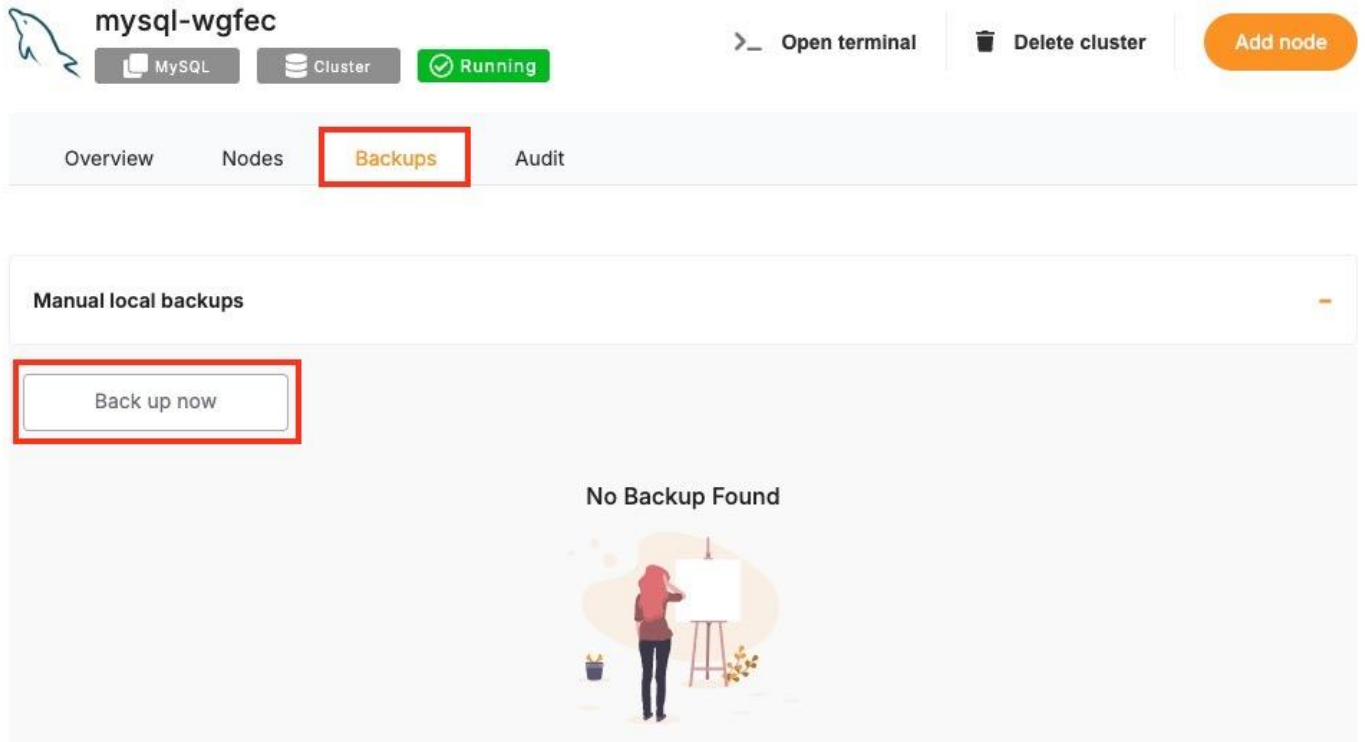 mysql-wgfec
MySQL
Cluster
Running
>_ Open terminal
Delete cluster
Add node
Overview
Nodes
Backups
Audit
Manual local backups
Back up now
No Backup Found